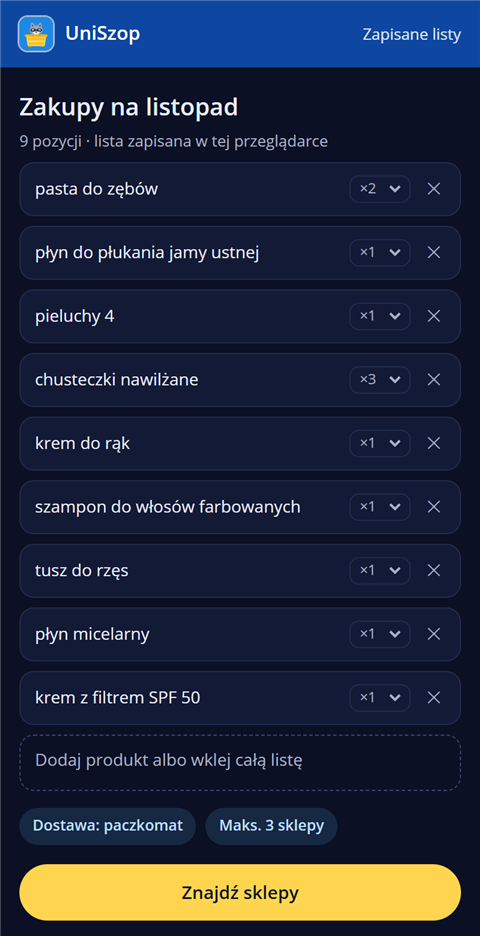 UniSzop
Zapisane listy
Zakupy na listopad
9 pozycji · lista zapisana w tej przeglądarce
pasta do zębów ×2
płyn do płukania jamy ustnej ×1
pieluchy 4 ×1
chusteczki nawilżane ×3
krem do rąk ×1
szampon do włosów farbowanych ×1
tusz do rzęs ×1
płyn micelarny ×1
krem z filtrem SPF 50 ×1
Dodaj produkt albo wklej całą listę
Dostawa: paczkomat
Maks. 3 sklepy
Znajdź sklepy